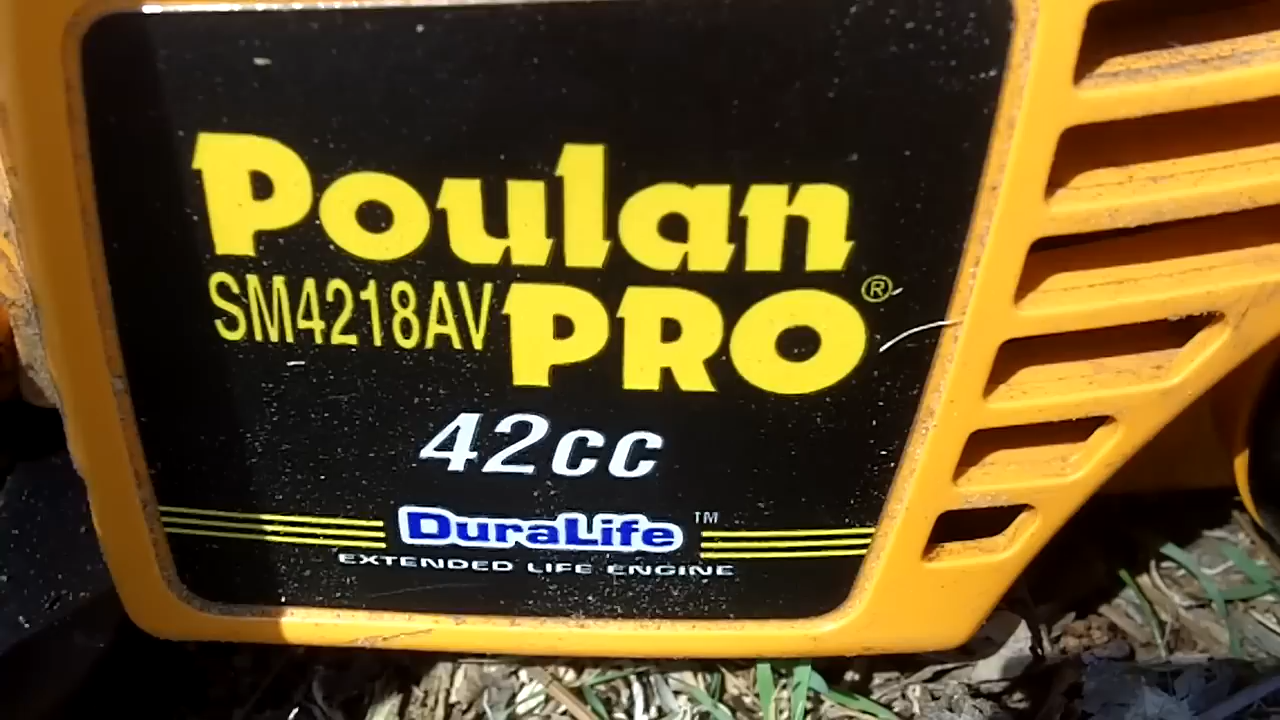 Poulan
SM4218AV PRO®
42cc
DuraLife™
EXTENDED LIFE ENGINE